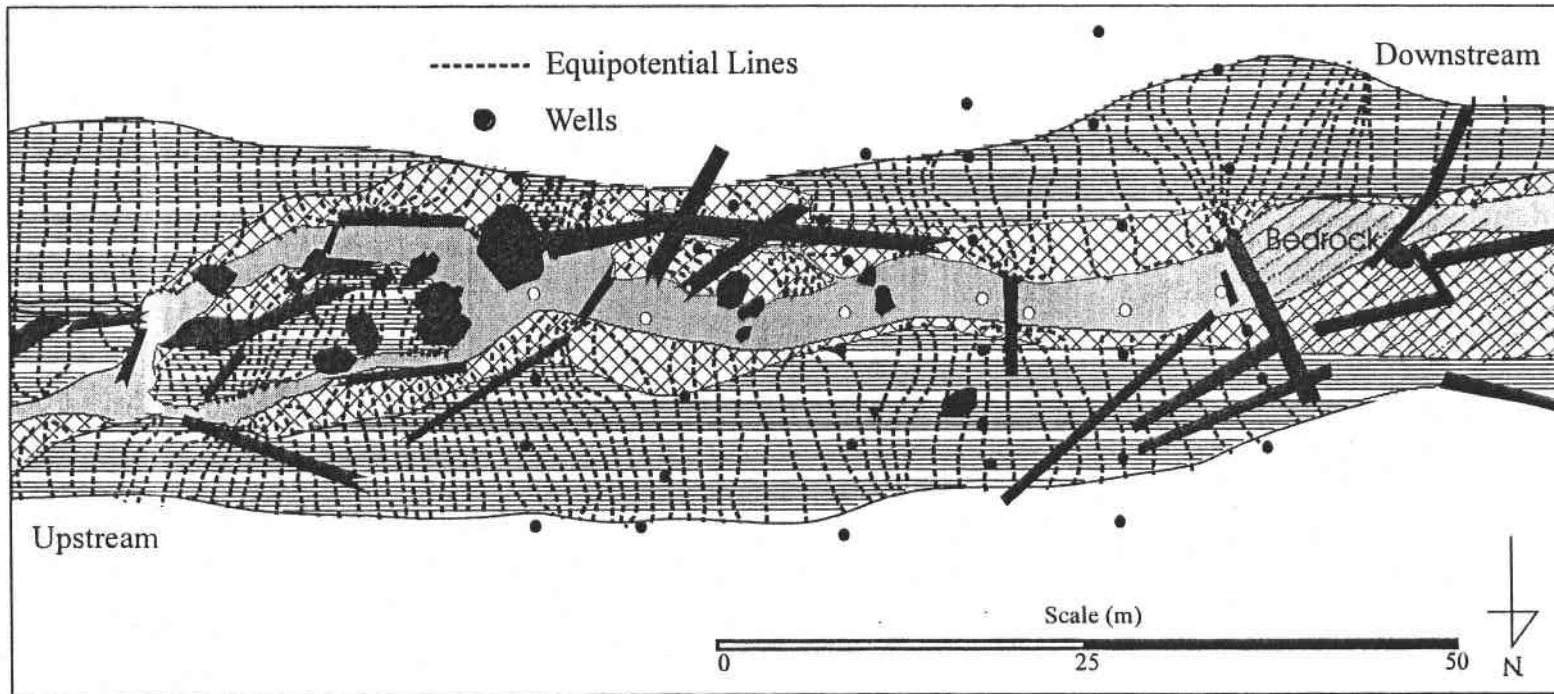 Equipotential Lines
Downstream
Wells
Bedrock
Upstream
Scale (m)
0 25 50
N